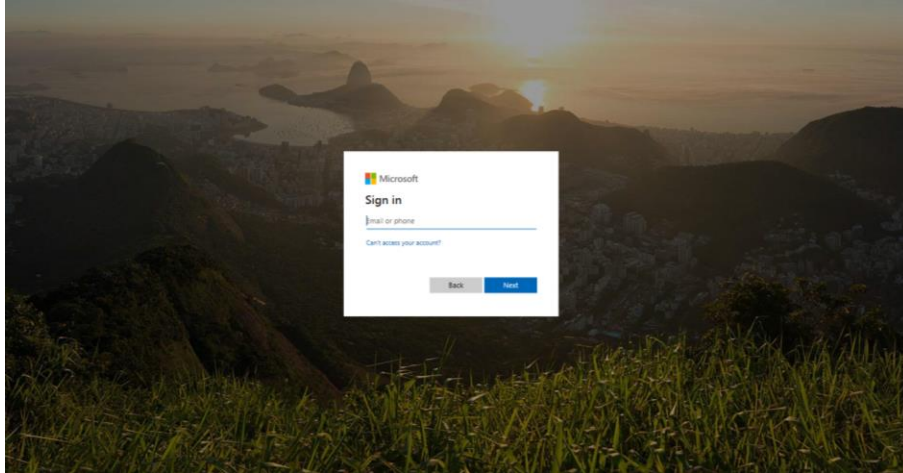 Microsoft
Sign in
Email or phone
Can't access your account?
Back Next